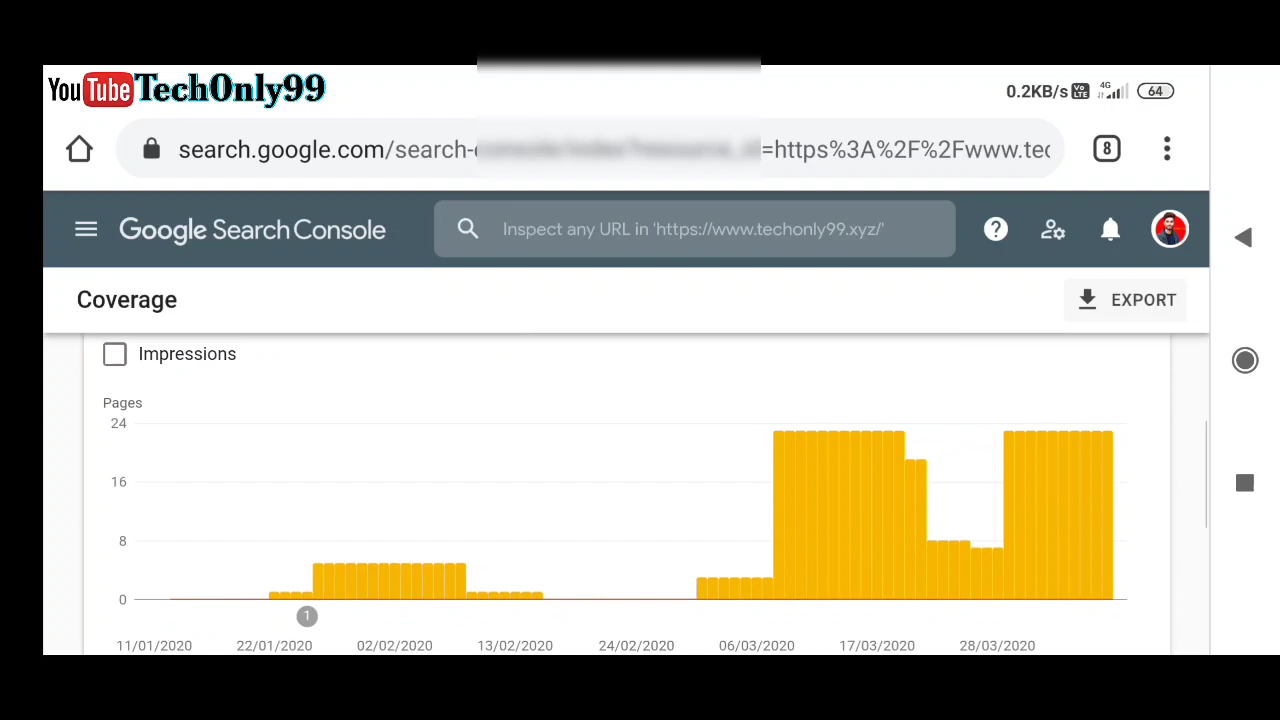 YouTube TechOnly99
0.2KB/s Vo LTE 4G 64
search.google.com/search- =https%3A%2F%2Fwww.tec
8
Google Search Console
Inspect any URL in 'https://www.techonly99.xyz/'
?
Coverage
EXPORT
Impressions
Pages
24
16
8
0
1
11/01/2020 22/01/2020 02/02/2020 13/02/2020 24/02/2020 06/03/2020 17/03/2020 28/03/2020